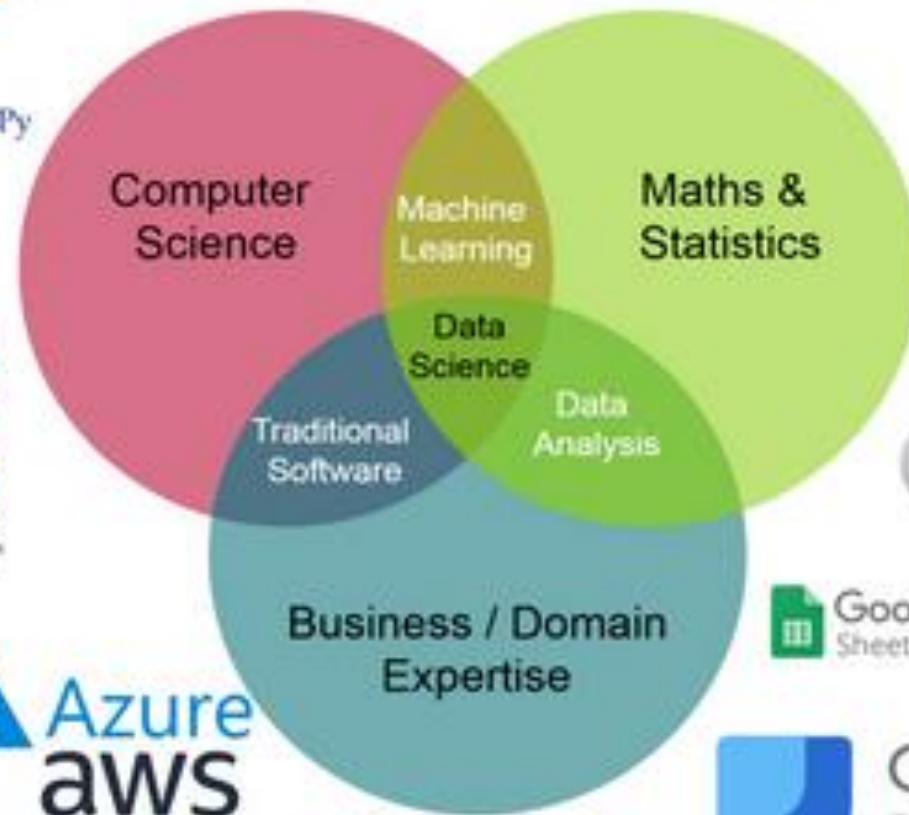 Py
Computer
Science
Machine
Learning
Maths &
Statistics
Data
Science
Traditional
Software
Data
Analysis
Business / Domain
Expertise
Goo
Sheet
Azure
aws